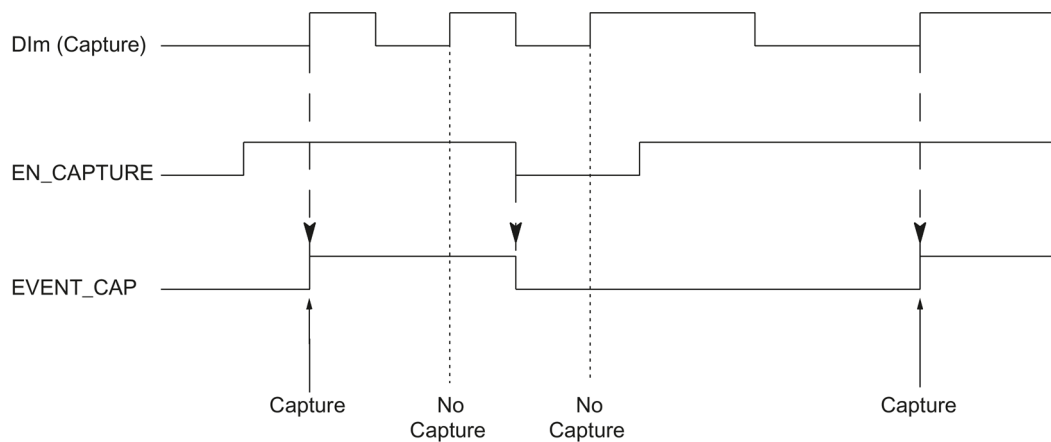 DIm (Capture)
EN_CAPTURE
EVENT_CAP
Capture
No
Capture
No
Capture
Capture